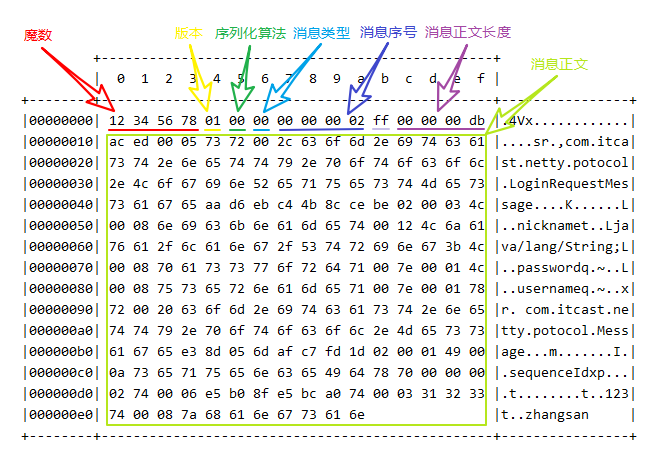 魔数 版本 序列化算法 消息类型 消息序号 消息正文长度
+-------------------------------------------------+
| 0 1 2 3 4 5 6 7 8 9 a b c d e f |
消息正文
+--------+-------------------------------------------------+----------------+
|00000000| 12 34 56 78 01 00 00 00 00 00 02 ff 00 00 00 db |.4Vx............|
|00000010| ac ed 00 05 73 72 00 2c 63 6f 6d 2e 69 74 63 61 |....sr.,com.itca|
|00000020| 73 74 2e 6e 65 74 74 79 2e 70 6f 74 6f 63 6f 6c |st.netty.potocol|
|00000030| 2e 4c 6f 67 69 6e 52 65 71 75 65 73 74 4d 65 73 |.LoginRequestMes|
|00000040| 73 61 67 65 aa d6 eb c4 4b 8c ce be 02 00 03 4c |sage....K......L|
|00000050| 00 08 6e 69 63 6b 6e 61 6d 65 74 00 12 4c 6a 61 |..nicknamet..Lja|
|00000060| 76 61 2f 6c 61 6e 67 2f 53 74 72 69 6e 67 3b 4c |va/lang/String;L|
|00000070| 00 08 70 61 73 73 77 6f 72 64 71 00 7e 00 01 4c |..passwordq.~..L|
|00000080| 00 08 75 73 65 72 6e 61 6d 65 71 00 7e 00 01 78 |..usernameq.~..x|
|00000090| 72 00 20 63 6f 6d 2e 69 74 63 61 73 74 2e 6e 65 |r. com.itcast.ne|
|000000a0| 74 74 79 2e 70 6f 74 6f 63 6f 6c 2e 4d 65 73 73 |tty.potocol.Mess|
|000000b0| 61 67 65 e3 8d 05 6d af c7 fd 1d 02 00 01 49 00 |age...m.......I.|
|000000c0| 0a 73 65 71 75 65 6e 63 65 49 64 78 70 00 00 00 |.sequenceIdxp...|
|000000d0| 02 74 00 06 e5 b0 8f e5 bc a0 74 00 03 31 32 33 |.t........t..123|
|000000e0| 74 00 08 7a 68 61 6e 67 73 61 6e |t..zhangsan |
+--------+-------------------------------------------------+----------------+